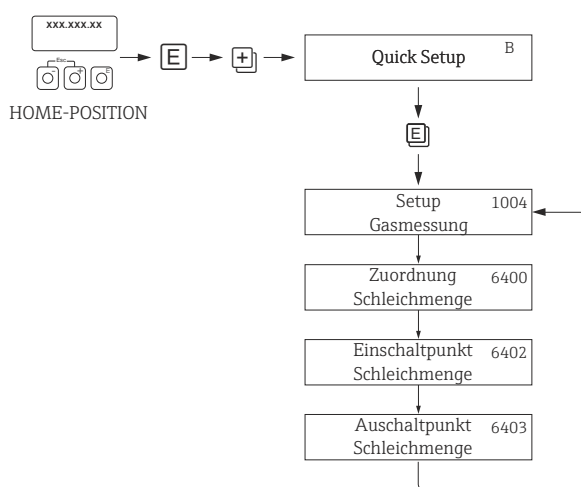 xxx.xxx.xx
Esc
- + E
HOME-POSITION
E
+
Quick Setup B
E
Setup 1004
Gasmessung
Zuordnung 6400
Schleichmenge
Einschaltpunkt 6402
Schleichmenge
Auschaltpunkt 6403
Schleichmenge